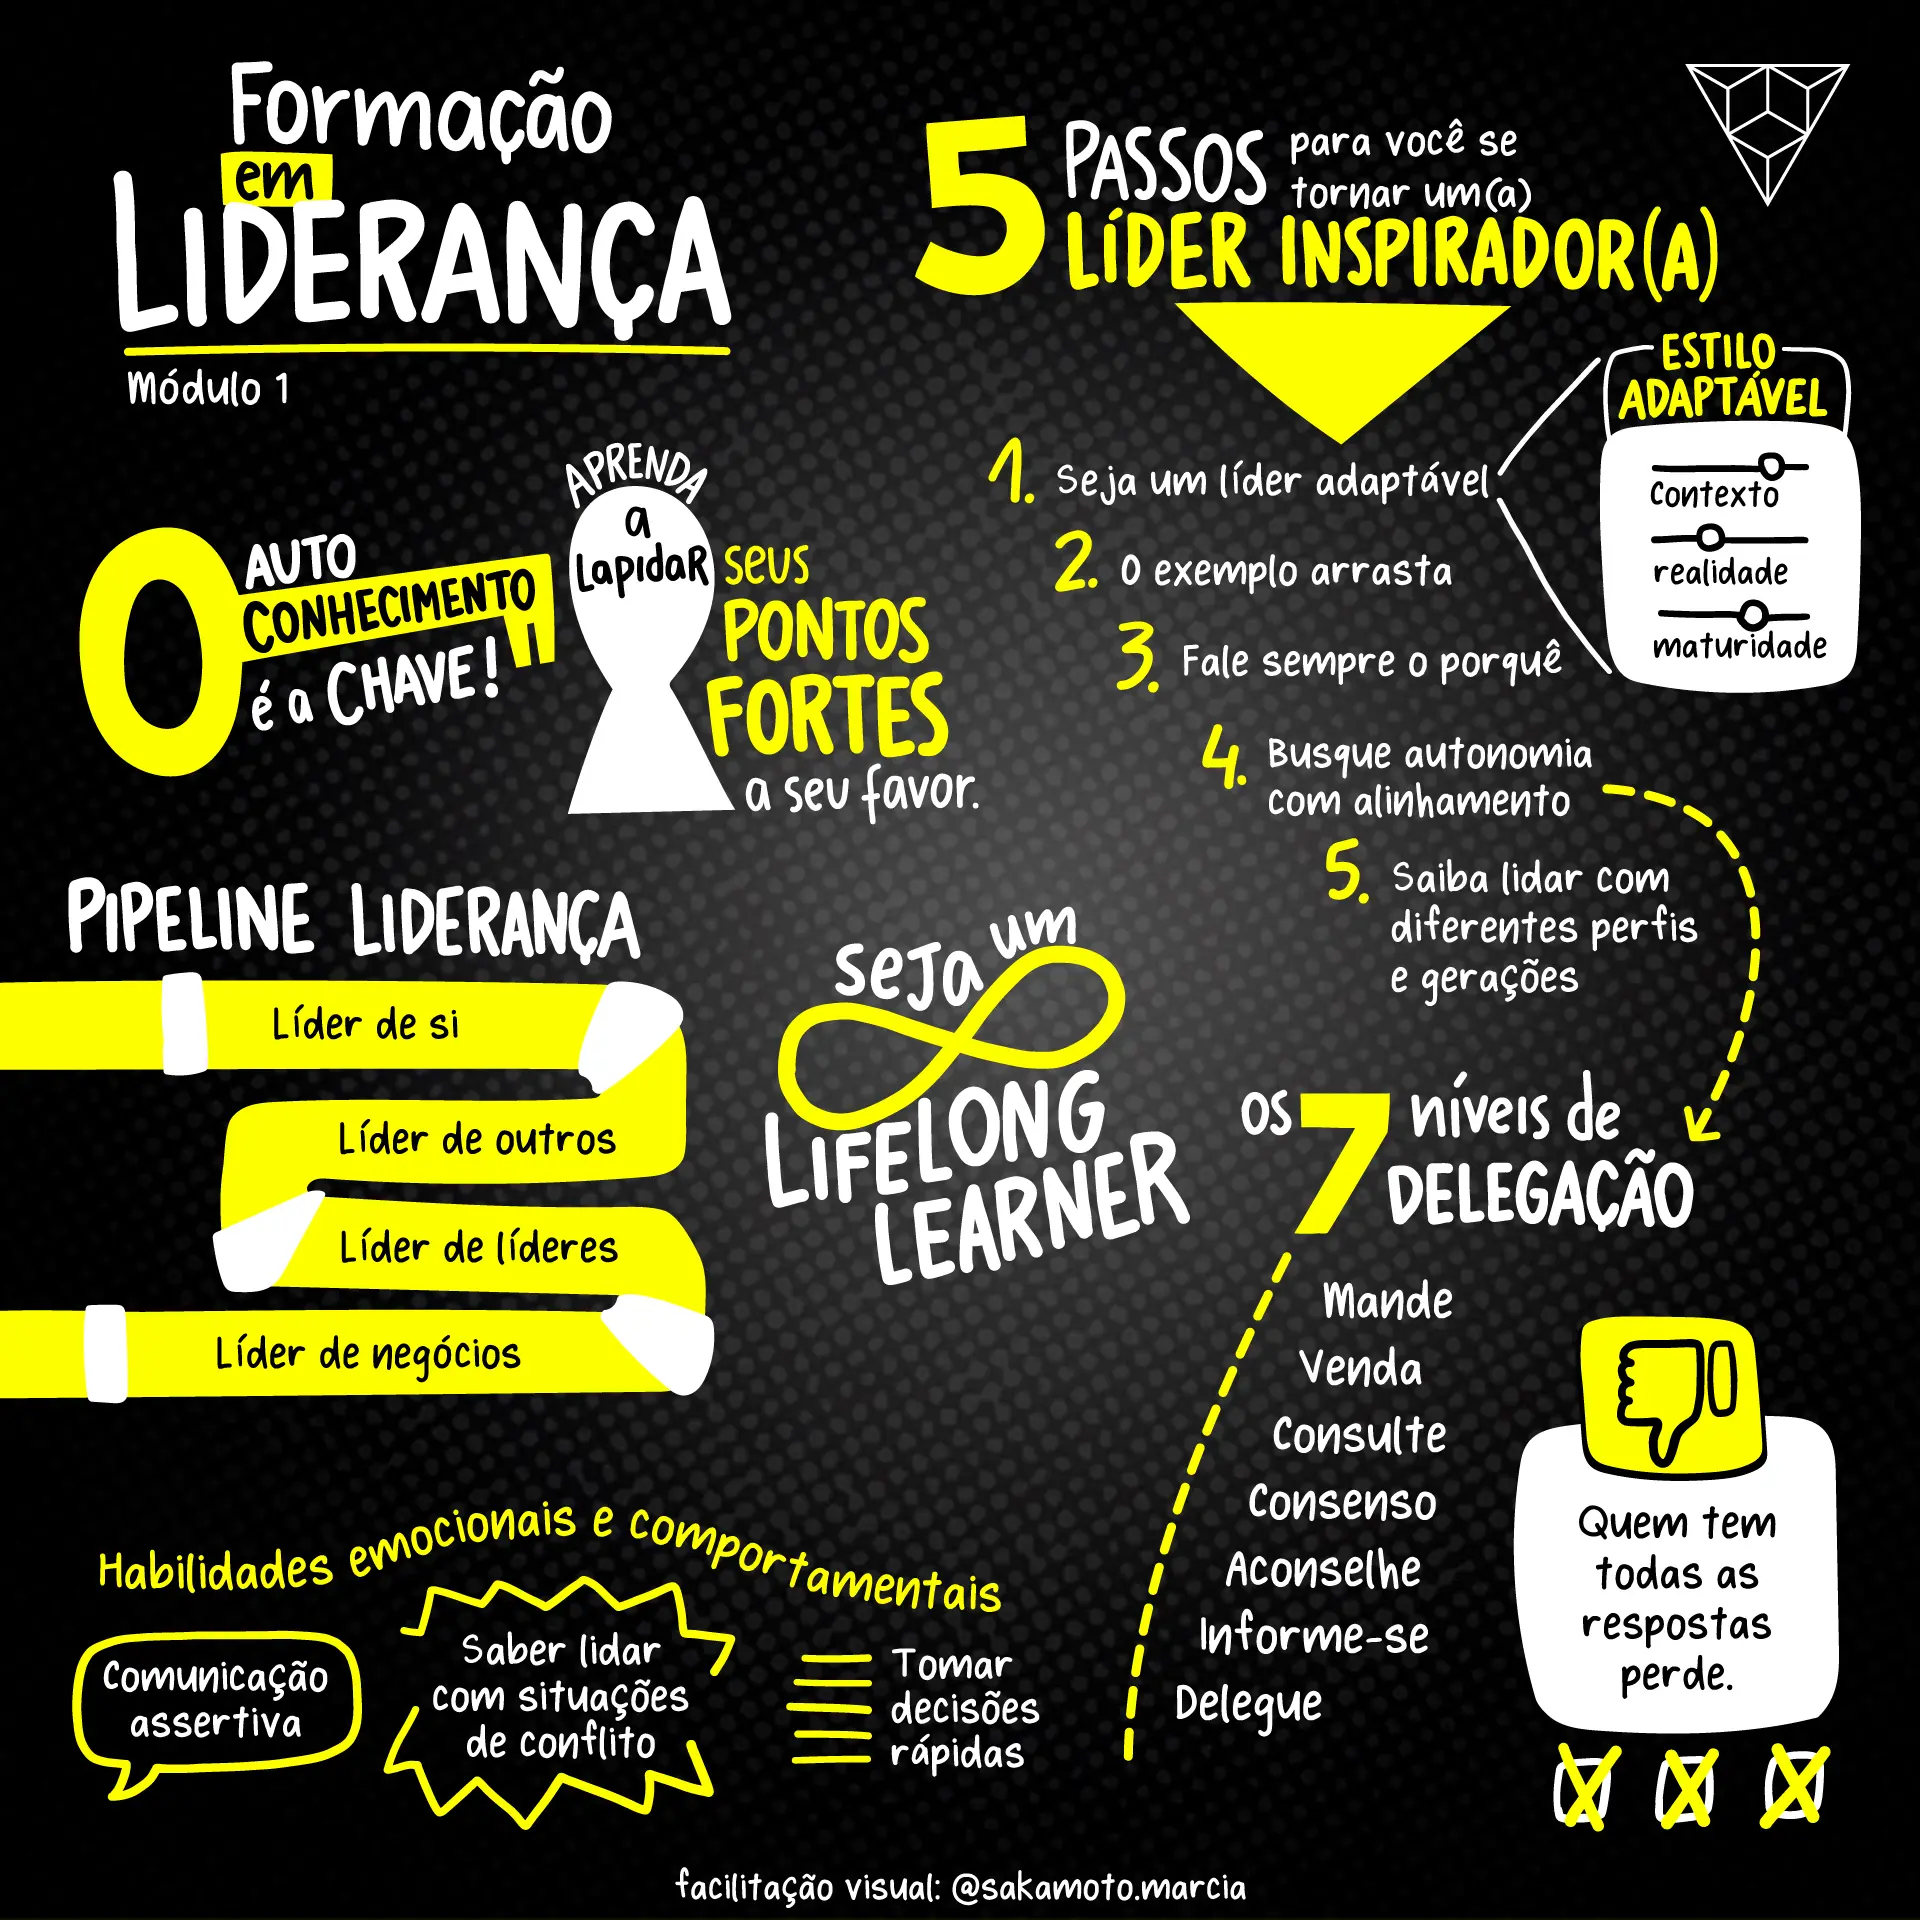 Formação
em
LIDERANÇA
Módulo 1
AUTO
CONHECIMENTO
é a CHAVE!
APRENDA
a
LapidaR
seus
PONTOS
FORTES
a seu favor.
PIPELINE LIDERANÇA
Líder de si
Líder de outros
Líder de líderes
Líder de negócios
seja um
LIFELONG
LEARNER
Habilidades emocionais e comportamentais
Comunicação
assertiva
Saber lidar
com situações
de conflito
Tomar
decisões
rápidas
5 PASSOS para você se
tornar um(a)
LÍDER INSPIRADOR(A)
1. Seja um líder adaptável
2. O exemplo arrasta
3. Fale sempre o porquê
4. Busque autonomia
com alinhamento
5. Saiba lidar com
diferentes perfis
e gerações
ESTILO
ADAPTÁVEL
Contexto
realidade
maturidade
os 7 níveis de
DELEGAÇÃO
Mande
Venda
Consulte
Consenso
Aconselhe
Informe-se
Delegue
Quem tem
todas as
respostas
perde.
facilitação visual: @sakamoto.marcia